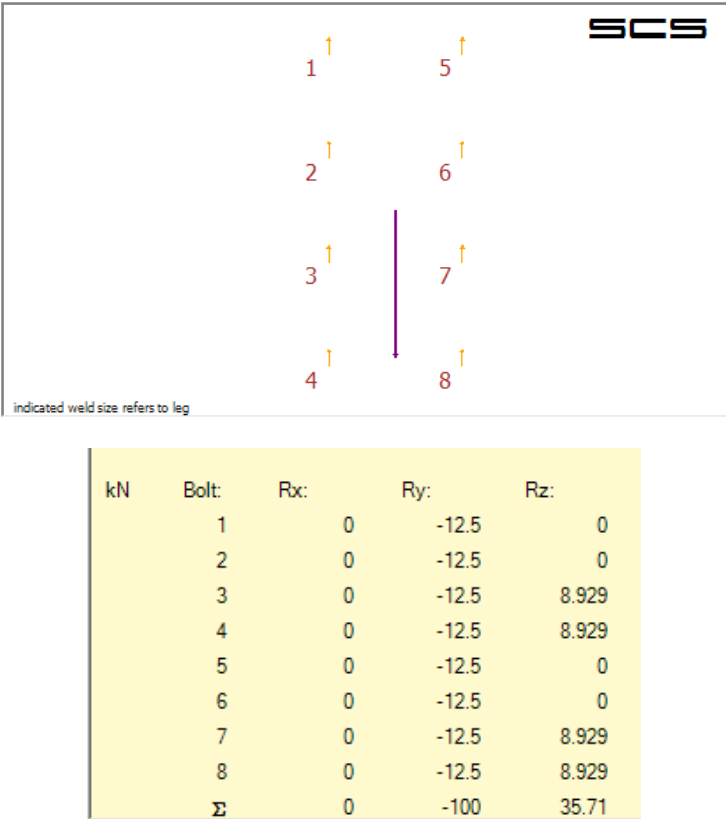 SCS
1 5
2 6
3 7
4 8
indicated weld size refers to leg
kN Bolt: Rx: Ry: Rz:
1 0 -12.5 0
2 0 -12.5 0
3 0 -12.5 8.929
4 0 -12.5 8.929
5 0 -12.5 0
6 0 -12.5 0
7 0 -12.5 8.929
8 0 -12.5 8.929
Σ 0 -100 35.71